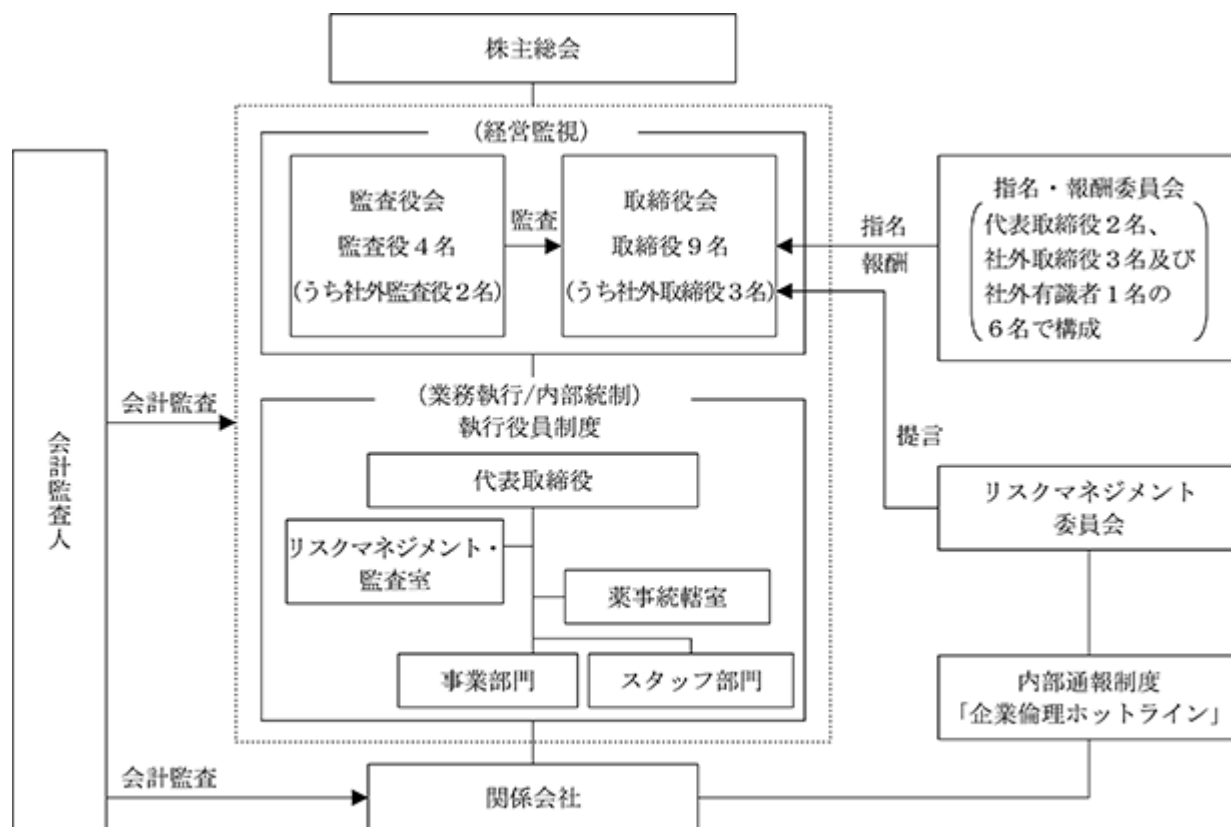 株主総会
(経営監視)
監査役会
監査役4名
(うち社外監査役2名)
監査
取締役会
取締役9名
(うち社外取締役3名)
指名
報酬
指名・報酬委員会
代表取締役2名、
社外取締役3名及び
社外有識者1名の
6名で構成
会計監査人
会計監査
(業務執行/内部統制)
執行役員制度
代表取締役
リスクマネジメント・
監査室
薬事統轄室
事業部門
スタッフ部門
提言
リスクマネジメント
委員会
内部通報制度
「企業倫理ホットライン」
会計監査
関係会社